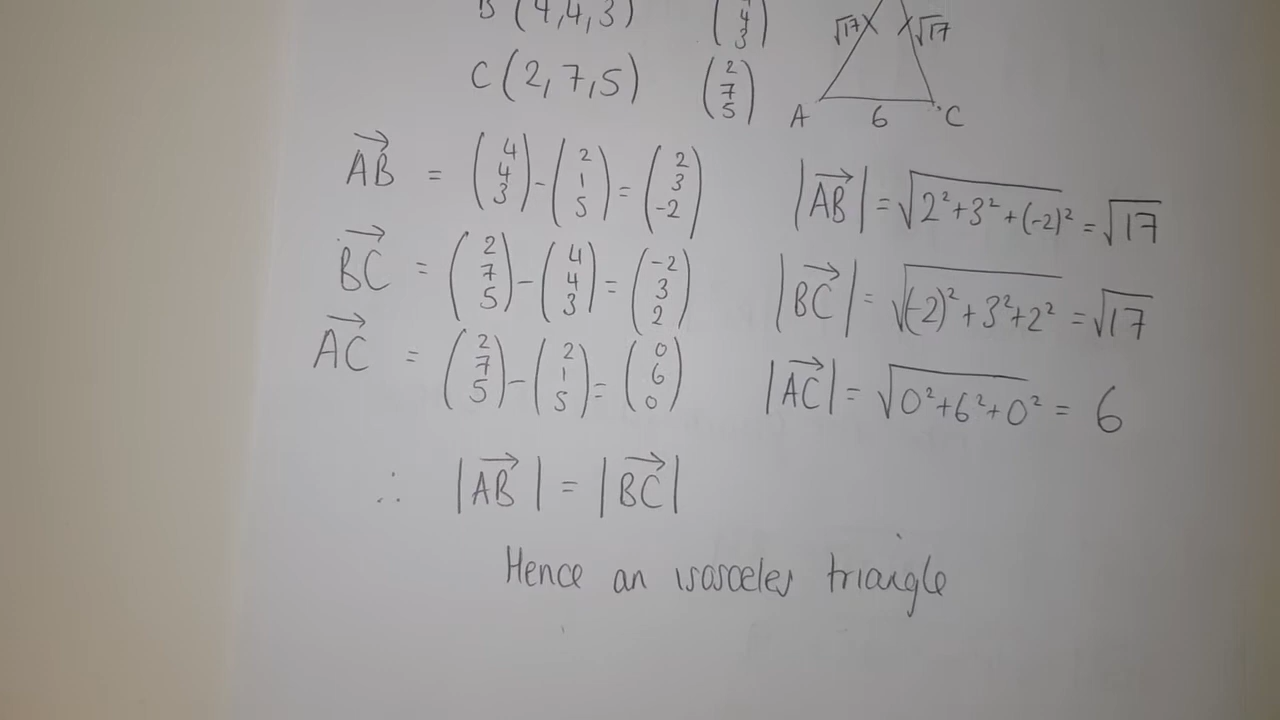 B (4,4,3) (4 4 3)
√17 √17
C (2,7,5) (2 7 5)
A 6 C
AB⃗ = (4 4 3) - (2 1 5) = (2 3 -2) |AB⃗| = √(2²+3²+(-2)²) = √17
BC⃗ = (2 7 5) - (4 4 3) = (-2 3 2) |BC⃗| = √((-2)²+3²+2²) = √17
AC⃗ = (2 7 5) - (2 1 5) = (0 6 0) |AC⃗| = √(0²+6²+0²) = 6
∴ |AB⃗| = |BC⃗|
Hence an isosceles triangle